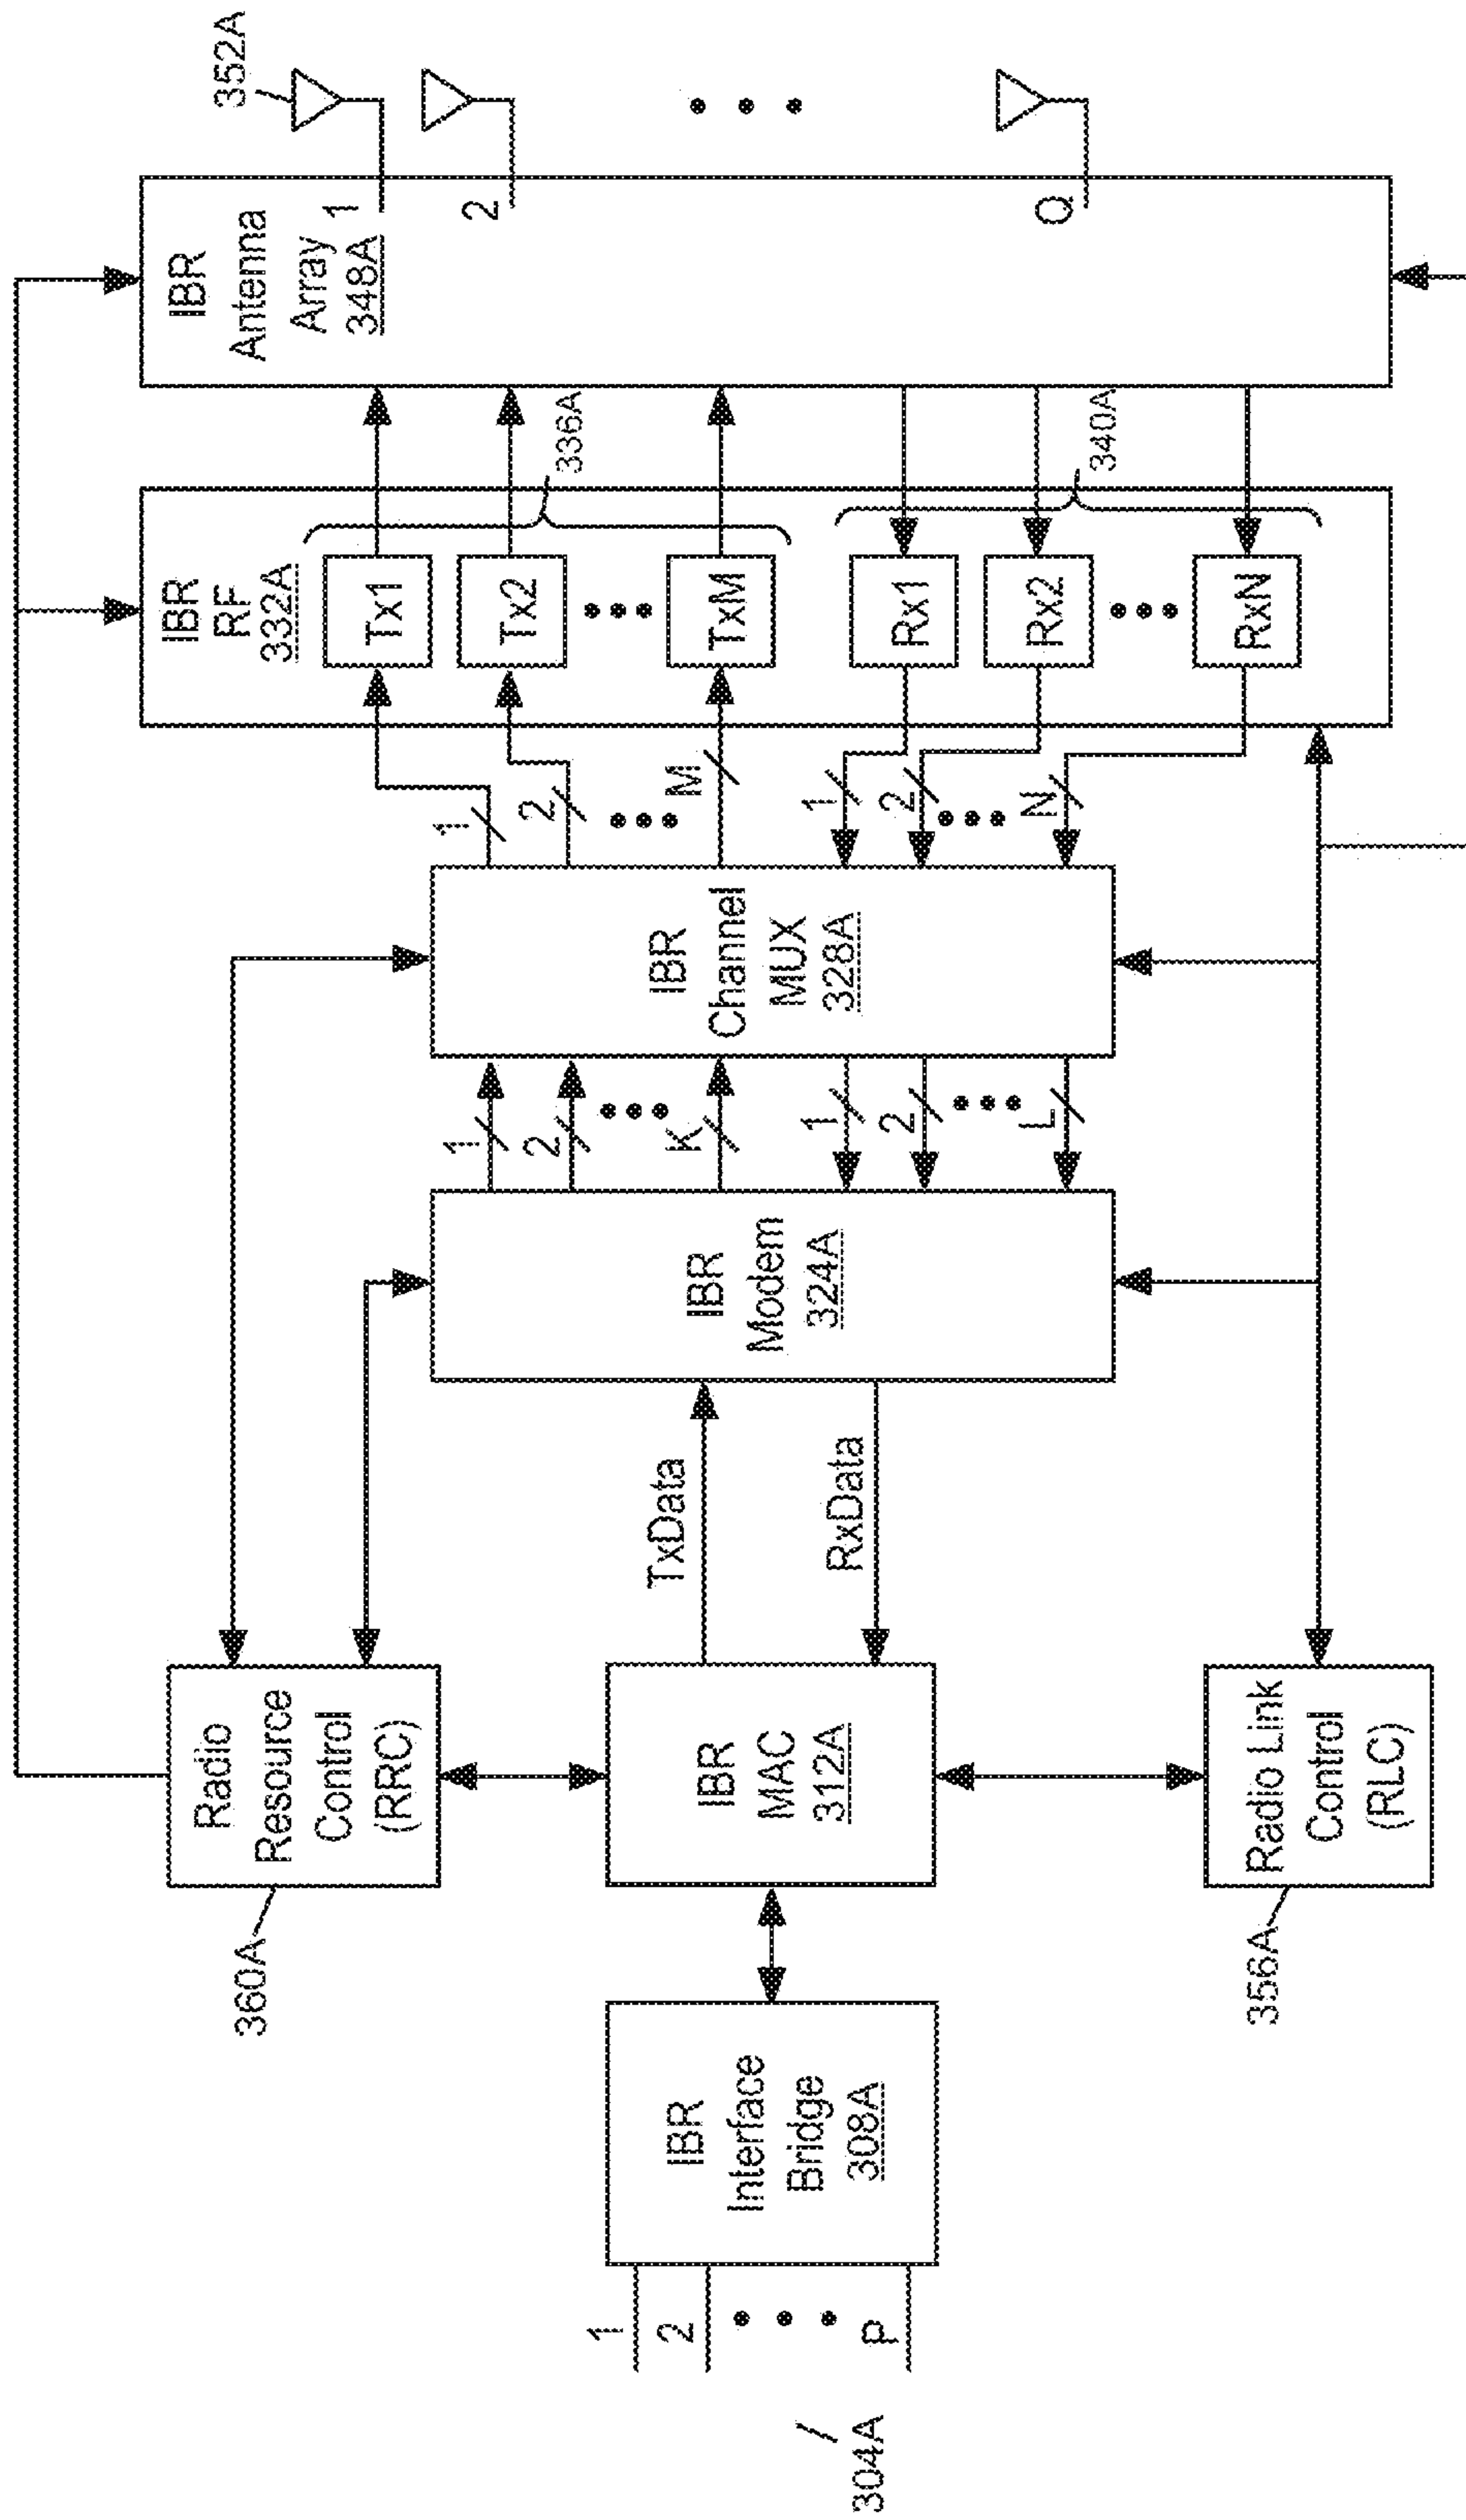 304A
1
2
P
IBR
Interface
Bridge
308A
360A
Radio
Resource
Control
(RRC)
IBR
MAC
312A
356A
Radio Link
Control
(RLC)
TxData
RxData
IBR
Modem
324A
1
2
K
1
2
L
IBR
Channel
MUX
328A
1
2
M
1
2
N
IBR
RF
332A
Tx1
Tx2
TxM
Rx1
Rx2
RxN
336A
340A
IBR
Antenna
Array
348A
1
2
Q
352A